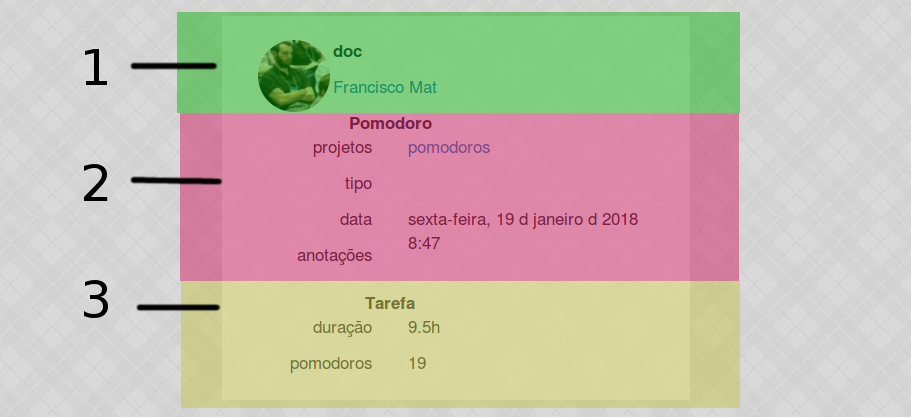 1
doc
Francisco Mat
Pomodoro
projetos pomodoros
2
tipo
data sexta-feira, 19 d janeiro d 2018
8:47
anotações
3
Tarefa
duração 9.5h
pomodoros 19